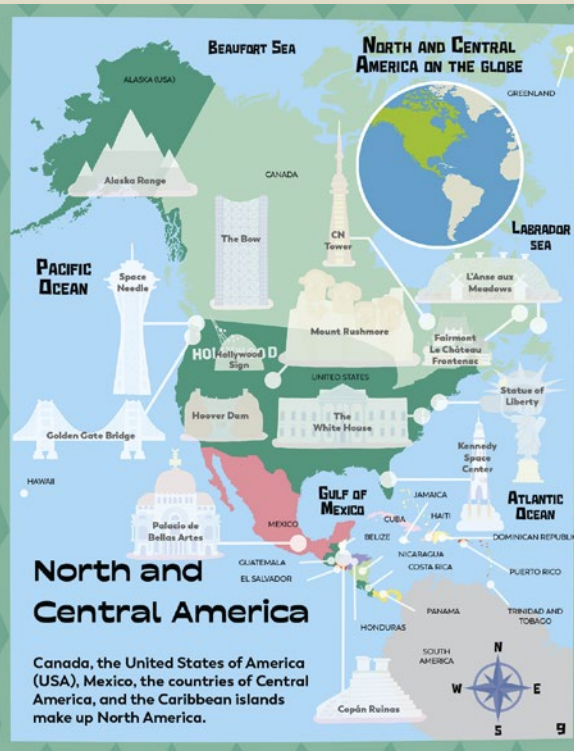 BEAUFORT SEA
NORTH AND CENTRAL
AMERICA ON THE GLOBE
ALASKA (USA)
GREENLAND
Alaska Range
CANADA
The Bow
CN
Tower
LABRADOR
SEA
PACIFIC
OCEAN
Space
Needle
L'Anse aux
Meadows
Mount Rushmore
HOLLYWOOD
Hollywood
Sign
Fairmont
Le Château
Frontenac
UNITED STATES
Statue of
Liberty
Hoover Dam
The
White House
Golden Gate Bridge
Kennedy
Space
Center
HAWAII
GULF OF
MEXICO
ATLANTIC
OCEAN
JAMAICA
CUBA
HAITI
Palacio de
Bellas Artes
MEXICO
BELIZE
DOMINICAN REPUBLIC
NICARAGUA
GUATEMALA
COSTA RICA
EL SALVADOR
PUERTO RICO
North and
Central America
PANAMA
TRINIDAD AND
TOBAGO
HONDURAS
SOUTH
AMERICA
N
W
E
S
Canada, the United States of America
(USA), Mexico, the countries of Central
America, and the Caribbean islands
make up North America.
Copán Ruinas
9